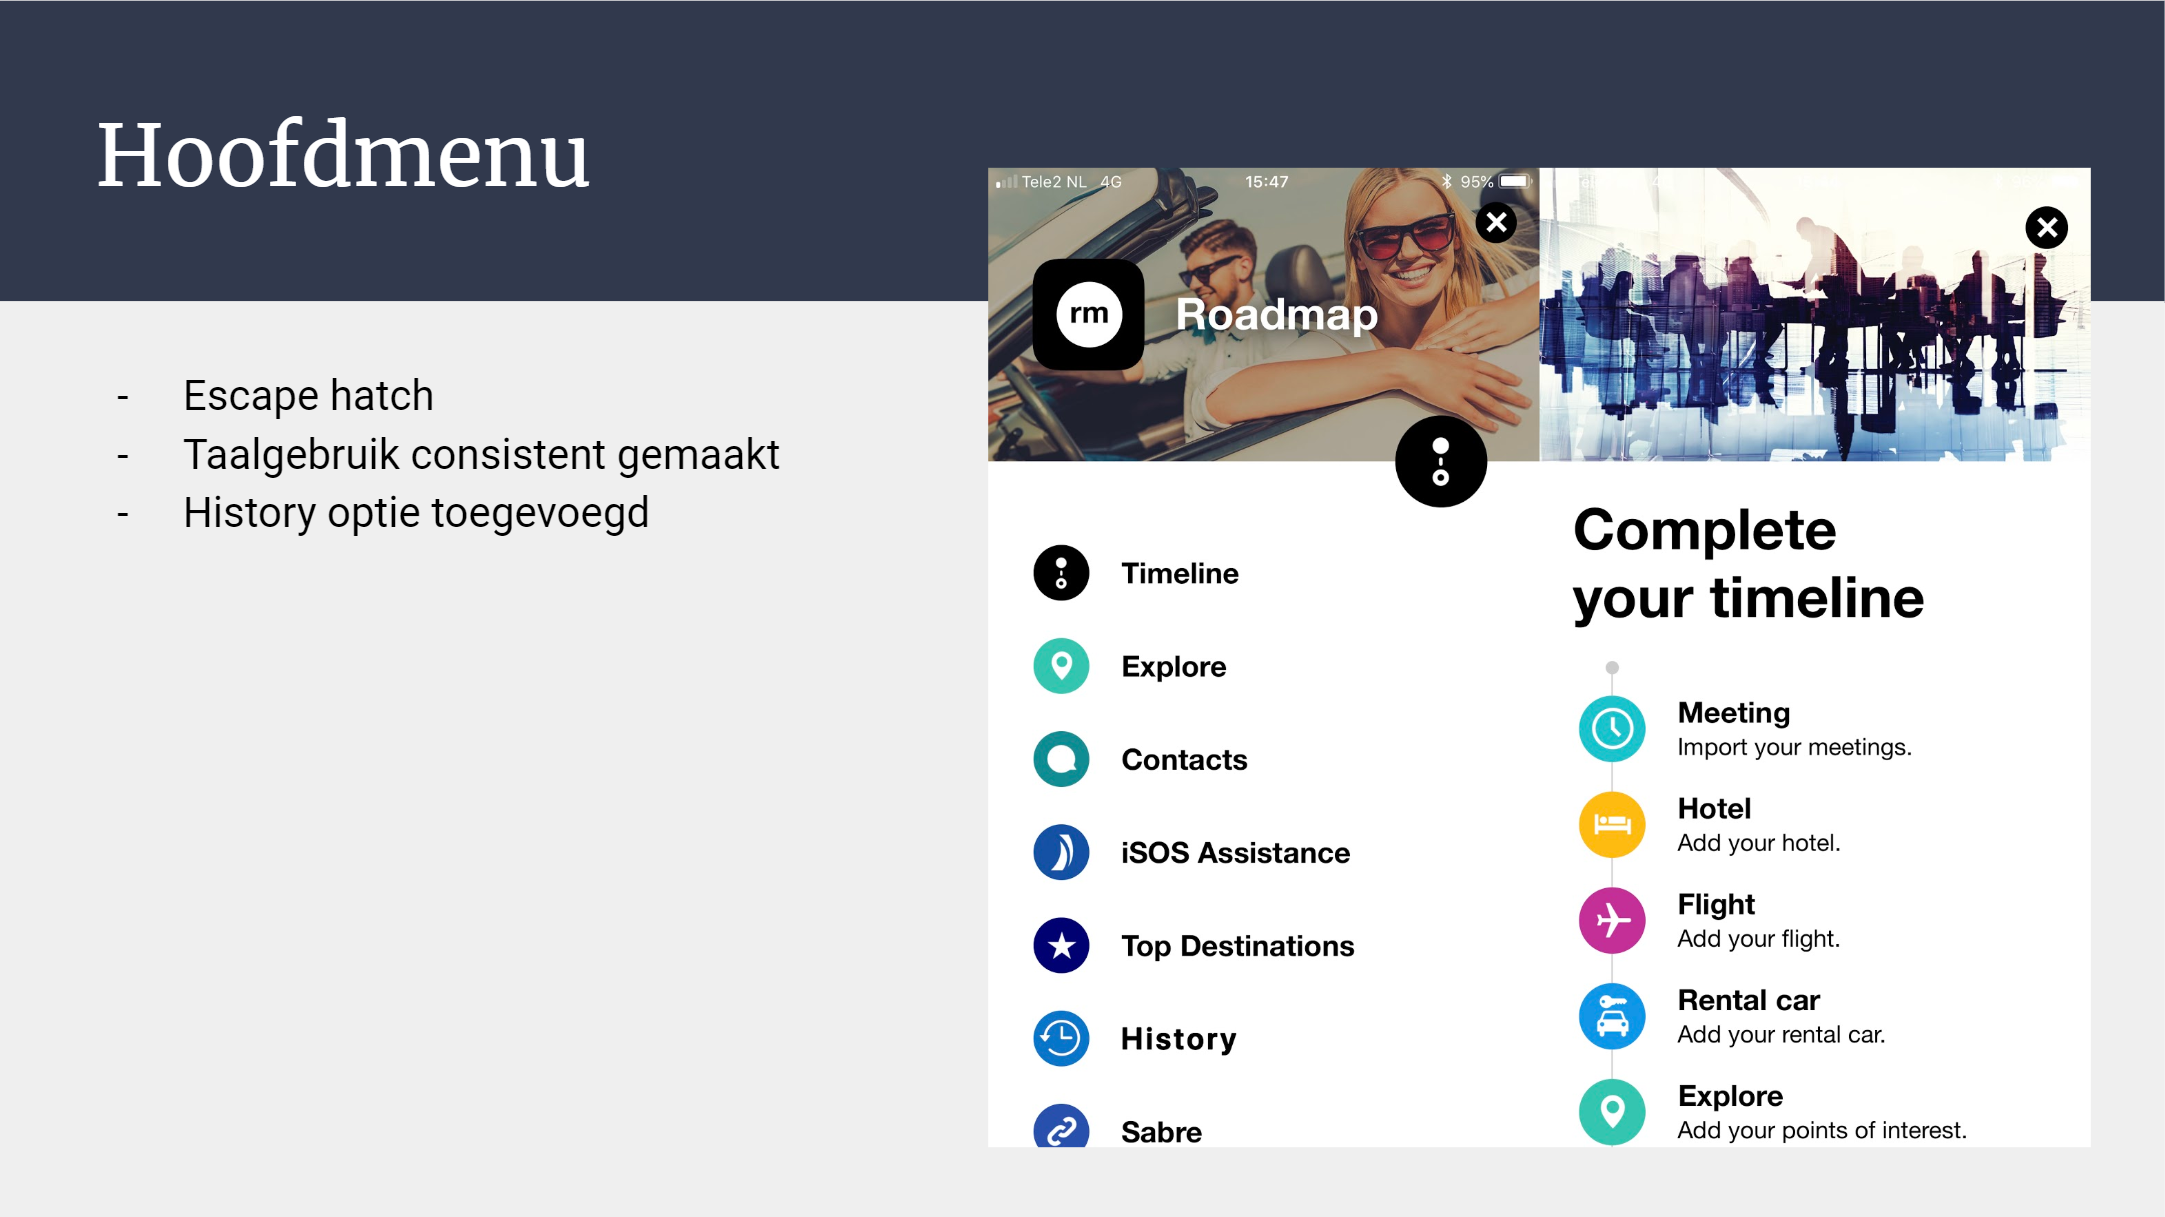 Hoofdmenu
- Escape hatch
- Taalgebruik consistent gemaakt
- History optie toegevoegd
Tele2 NL 4G 15:47 95%
rm Roadmap
Timeline
Explore
Contacts
iSOS Assistance
Top Destinations
History
Sabre
Complete
your timeline
Meeting
Import your meetings.
Hotel
Add your hotel.
Flight
Add your flight.
Rental car
Add your rental car.
Explore
Add your points of interest.